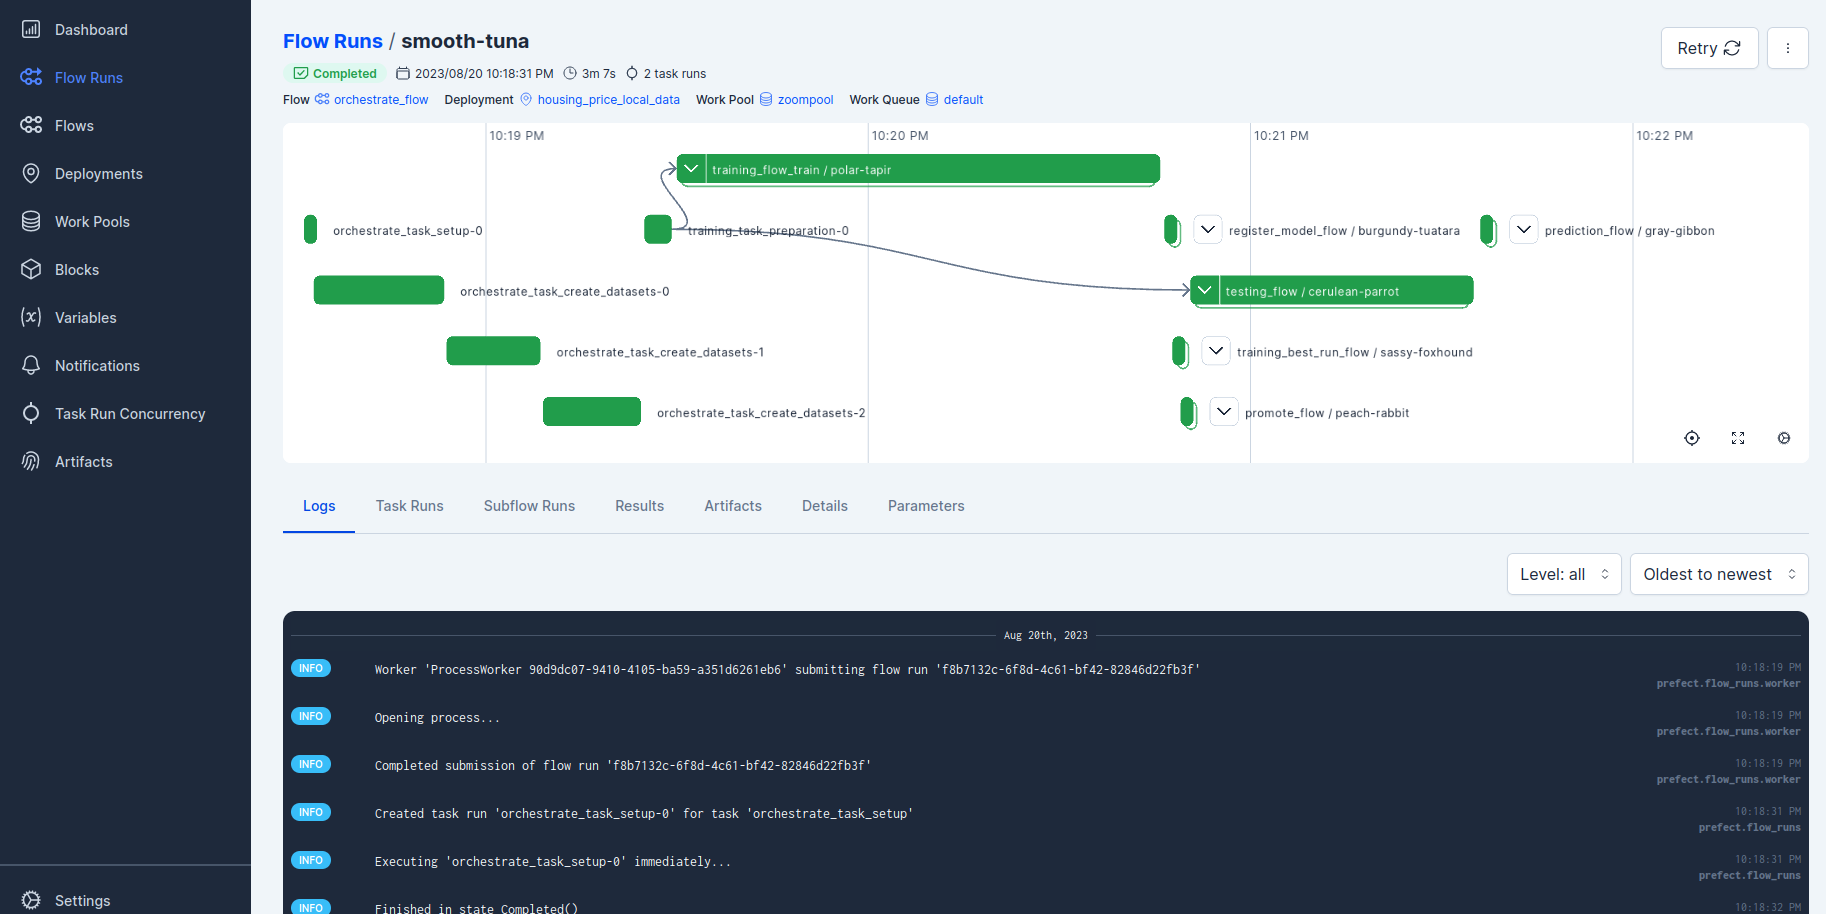 Dashboard
Flow Runs
Flows
Deployments
Work Pools
Blocks
Variables
Notifications
Task Run Concurrency
Artifacts
Settings
Flow Runs / smooth-tuna
Retry
Completed 2023/08/20 10:18:31 PM 3m 7s 2 task runs
Flow orchestrate_flow Deployment housing_price_local_data Work Pool zoompool Work Queue default
10:19 PM 10:20 PM 10:21 PM 10:22 PM
training_flow_train / polar-tapir
orchestrate_task_setup-0 training_task_preparation-0 register_model_flow / burgundy-tuatara prediction_flow / gray-gibbon
orchestrate_task_create_datasets-0 testing_flow / cerulean-parrot
orchestrate_task_create_datasets-1 training_best_run_flow / sassy-foxhound
orchestrate_task_create_datasets-2 promote_flow / peach-rabbit
Logs Task Runs Subflow Runs Results Artifacts Details Parameters
Level: all Oldest to newest
Aug 20th, 2023
INFO Worker 'ProcessWorker 90d9dc07-9410-4105-ba59-a351d6261eb6' submitting flow run 'f8b7132c-6f8d-4c61-bf42-82846d22fb3f' 10:18:19 PM
prefect.flow_runs.worker
INFO Opening process... 10:18:19 PM
prefect.flow_runs.worker
INFO Completed submission of flow run 'f8b7132c-6f8d-4c61-bf42-82846d22fb3f' 10:18:19 PM
prefect.flow_runs.worker
INFO Created task run 'orchestrate_task_setup-0' for task 'orchestrate_task_setup' 10:18:31 PM
prefect.flow_runs
INFO Executing 'orchestrate_task_setup-0' immediately... 10:18:31 PM
prefect.flow_runs
INFO Finished in state Completed() 10:18:32 PM